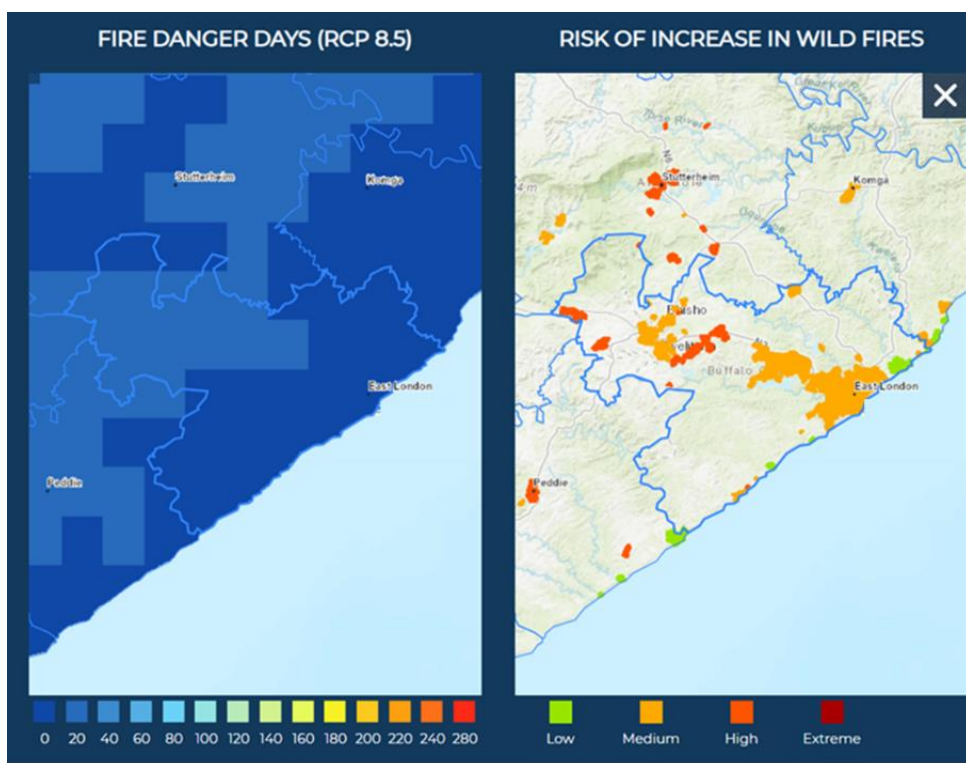 FIRE DANGER DAYS (RCP 8.5)
RISK OF INCREASE IN WILD FIRES
Stutterheim
Komga
East London
Peddie
0 20 40 60 80 100 120 140 160 180 200 220 240 280
N6
Stutterheim
Komga
East London
Peddie
Low
Medium
High
Extreme